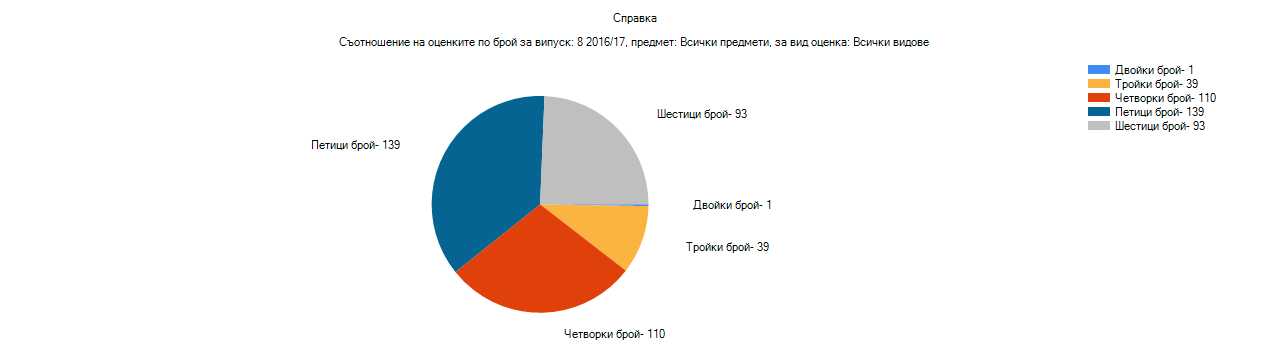 Справка
Съотношение на оценките по брой за випуск: 8 2016/17, предмет: Всички предмети, за вид оценка: Всички видове
Двойки брой- 1
Тройки брой- 39
Четворки брой- 110
Петици брой- 139
Шестици брой- 93
Шестици брой- 93
Петици брой- 139
Двойки брой- 1
Тройки брой- 39
Четворки брой- 110